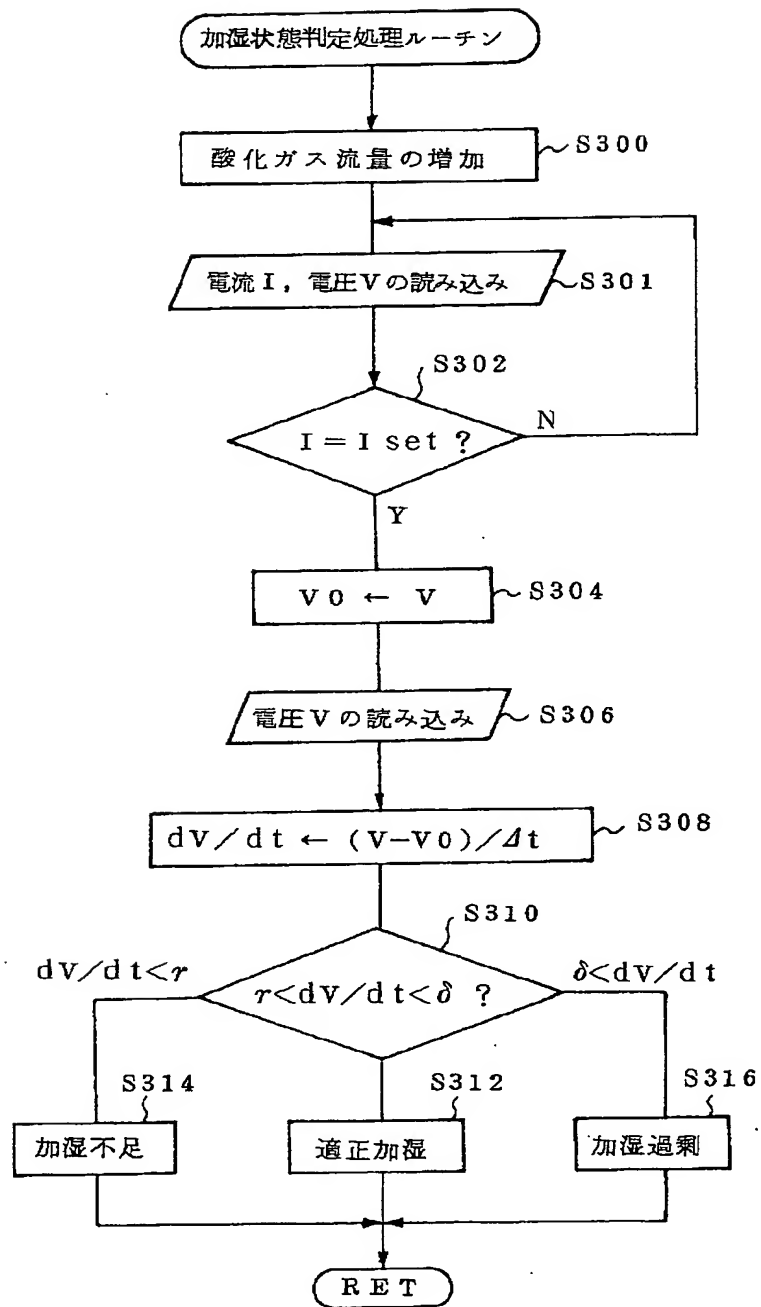 加湿状態判定処理ルーチン
酸化ガス流量の増加
S300
電流I，電圧Vの読み込み
S301
S302
I＝I set ?
N
Y
V0 ← V
S304
電圧Vの読み込み
S306
dV/dt ← (V−V0)/Δt
S308
S310
dV/dt<r
r<dV/dt<δ ?
δ<dV/dt
S314
S312
S316
加湿不足
適正加湿
加湿過剰
RET